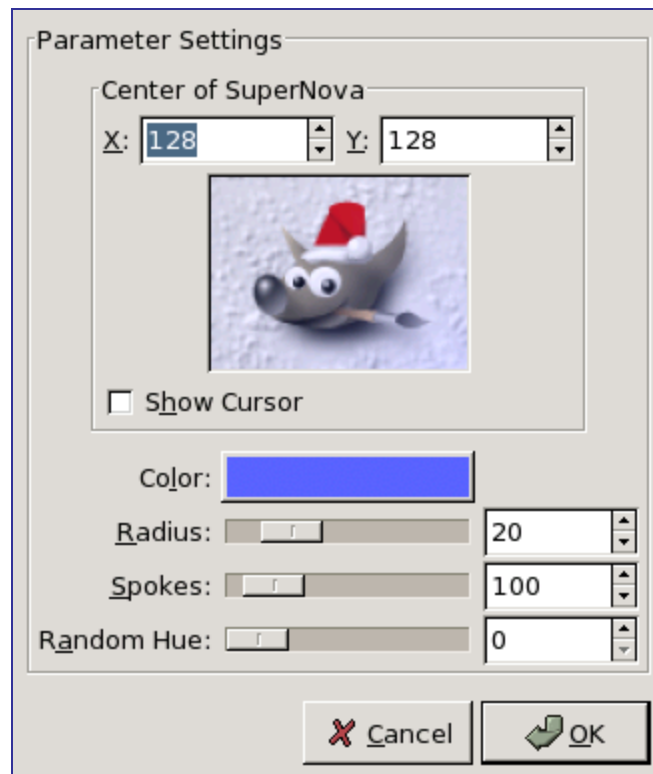 Parameter Settings
Center of SuperNova
X: 128 Y: 128
Show Cursor
Color:
Radius: 20
Spokes: 100
Random Hue: 0
Cancel OK